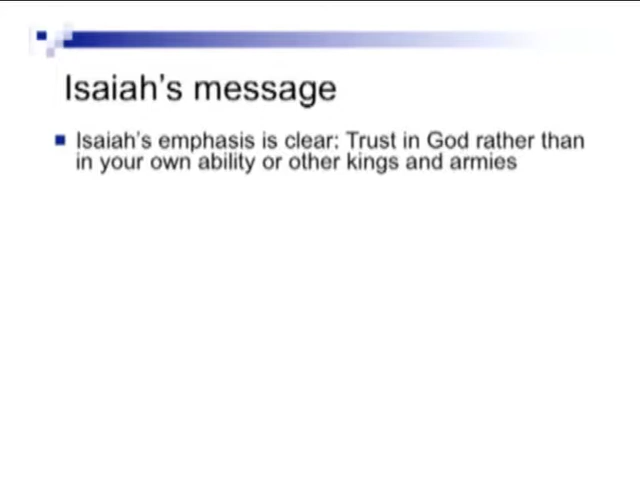 Isaiah's message
Isaiah's emphasis is clear: Trust in God rather than
in your own ability or other kings and armies